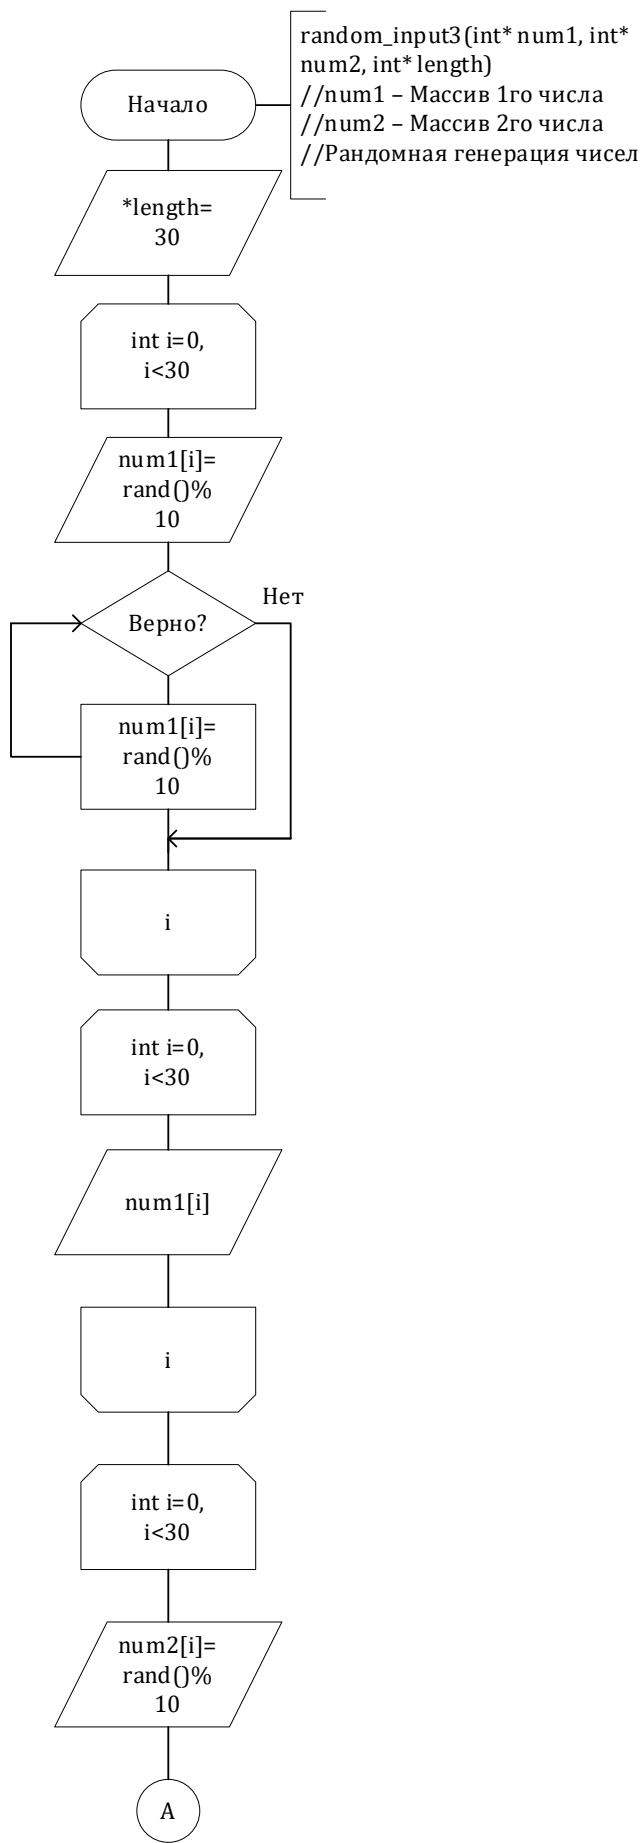 random_input3(int* num1, int*
num2, int* length)
//num1 – Массив 1го числа
//num2 – Массив 2го числа
//Рандомная генерация чисел
Начало
*length=
30
int i=0,
i<30
num1[i]=
rand()%
10
Верно?
Нет
num1[i]=
rand()%
10
i
int i=0,
i<30
num1[i]
i
int i=0,
i<30
num2[i]=
rand()%
10
A